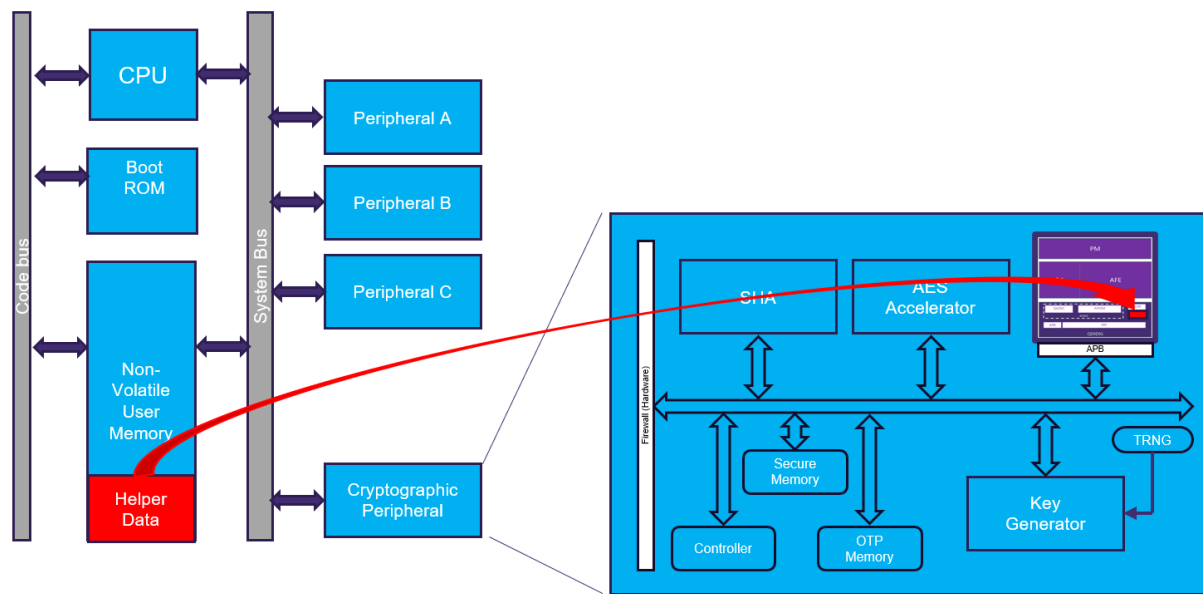 Code bus
CPU
Boot
ROM
Non-
Volatile
User
Memory
Helper
Data
System Bus
Peripheral A
Peripheral B
Peripheral C
Cryptographic
Peripheral
Firewall (Hardware)
SHA
AES
Accelerator
PM
AFE
APB
Secure
Memory
Controller
OTP
Memory
TRNG
Key
Generator